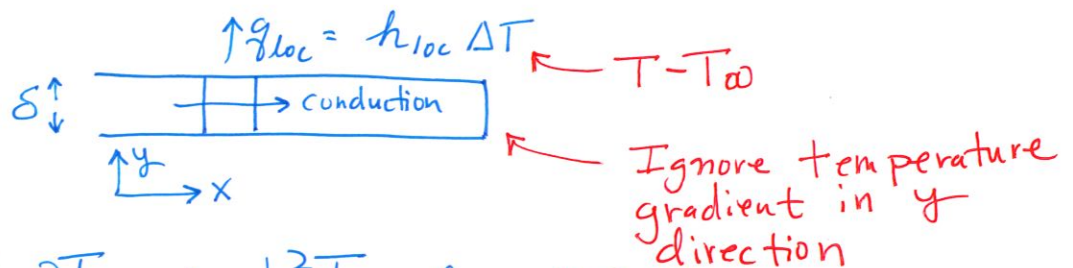 ↑q_loc = h_loc ΔT
T-T∞
δ
conduction
y
x
Ignore temperature
gradient in y
direction